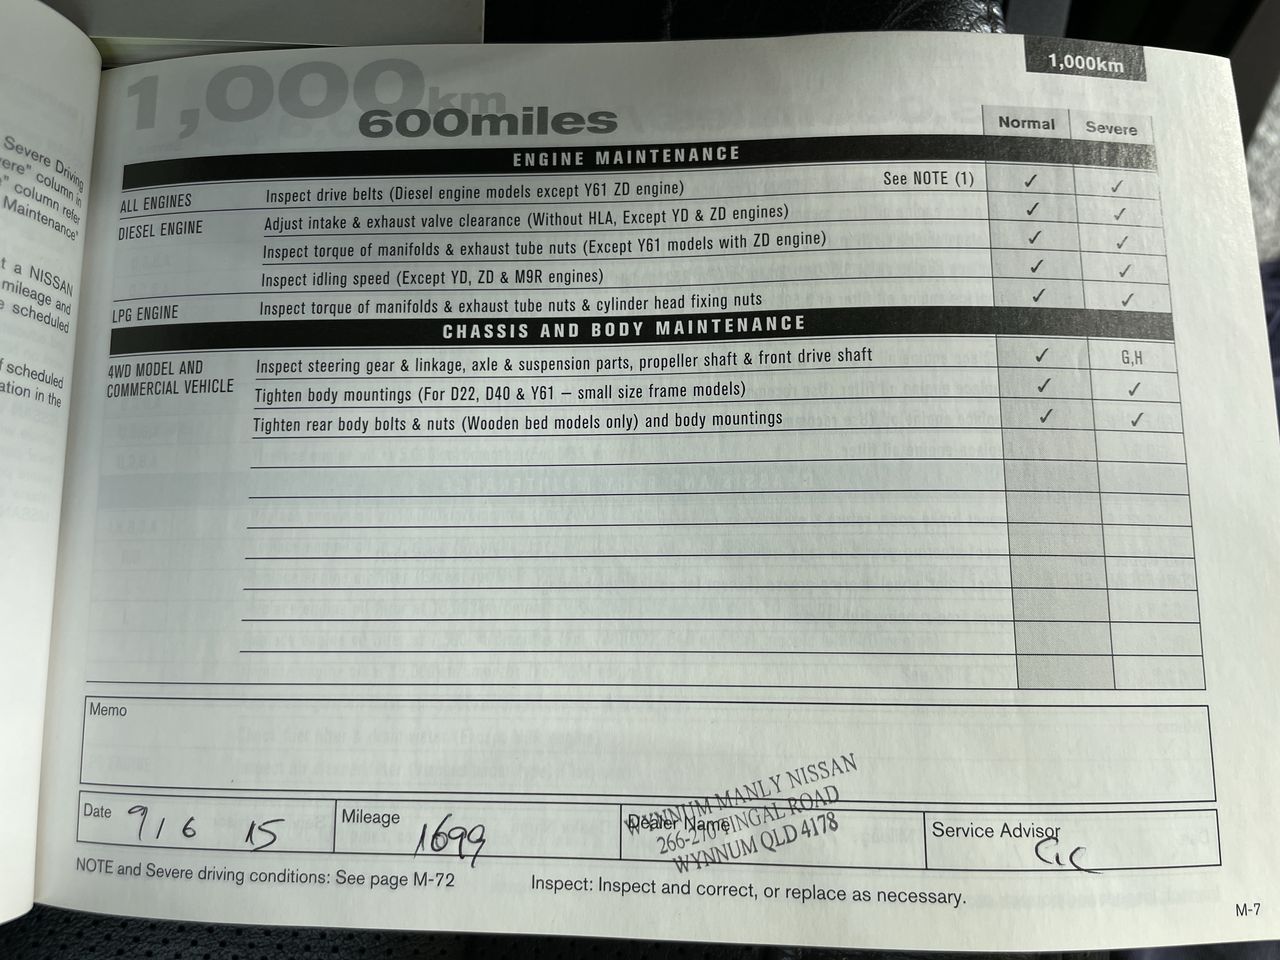 Severe Driving
ere" column in
" column refer
Maintenance"
t a NISSAN
mileage and
e scheduled
f scheduled
ation in the
1,000km
1,000km
600miles
Normal Severe
ENGINE MAINTENANCE
ALL ENGINES Inspect drive belts (Diesel engine models except Y61 ZD engine) See NOTE (1) ✓ ✓
DIESEL ENGINE Adjust intake & exhaust valve clearance (Without HLA, Except YD & ZD engines) ✓ ✓
Inspect torque of manifolds & exhaust tube nuts (Except Y61 models with ZD engine) ✓ ✓
Inspect idling speed (Except YD, ZD & M9R engines) ✓ ✓
LPG ENGINE Inspect torque of manifolds & exhaust tube nuts & cylinder head fixing nuts ✓ ✓
CHASSIS AND BODY MAINTENANCE
4WD MODEL AND COMMERCIAL VEHICLE Inspect steering gear & linkage, axle & suspension parts, propeller shaft & front drive shaft ✓ G,H
Tighten body mountings (For D22, D40 & Y61 – small size frame models) ✓ ✓
Tighten rear body bolts & nuts (Wooden bed models only) and body mountings ✓ ✓
Memo
Date 9/6 15 Mileage 1699 Dealer Name Service Advisor
WYNNUM MANLY NISSAN
266-270 TINGAL ROAD
WYNNUM QLD 4178
NOTE and Severe driving conditions: See page M-72 Inspect: Inspect and correct, or replace as necessary.
M-7